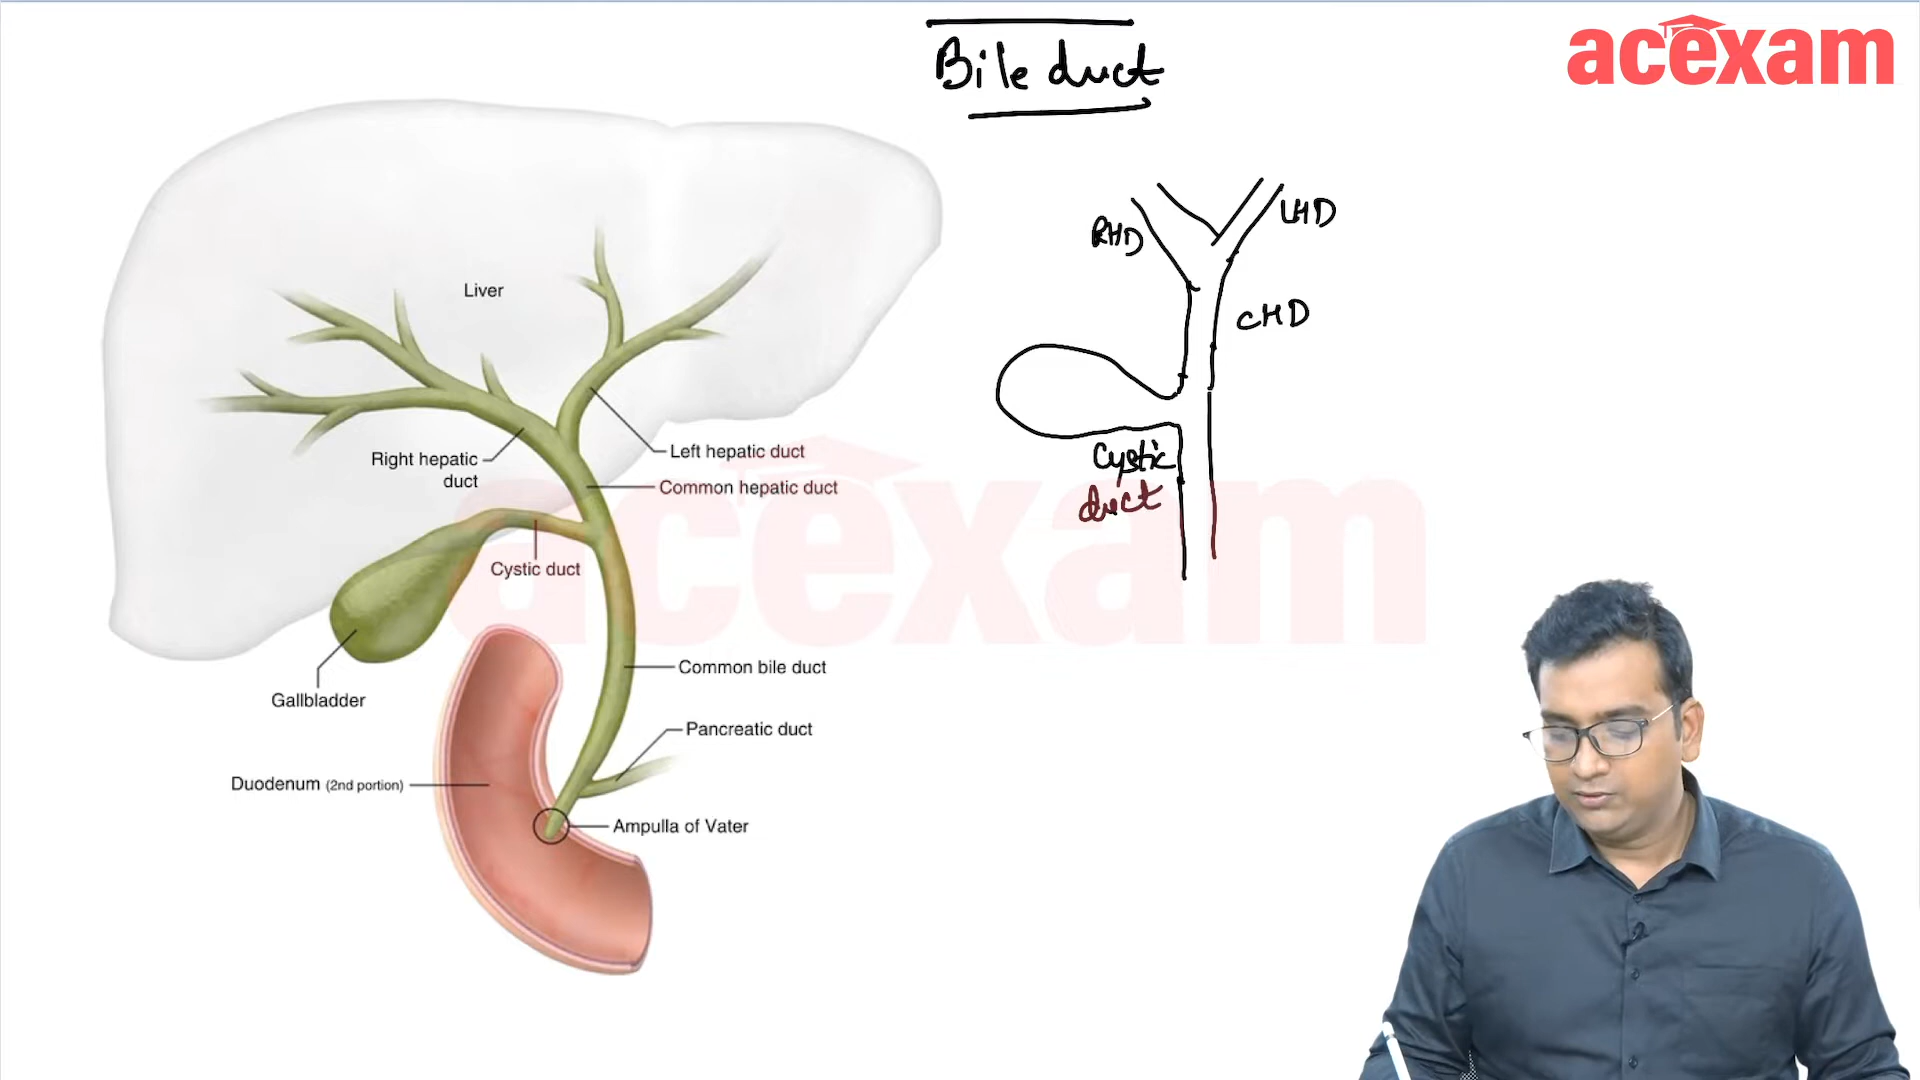 Bile duct
acexam
Liver
Right hepatic
duct
Left hepatic duct
Common hepatic duct
Cystic duct
Gallbladder
Common bile duct
Pancreatic duct
Duodenum (2nd portion)
Ampulla of Vater
RHD
LHD
CHD
Cystic
duct
acexam